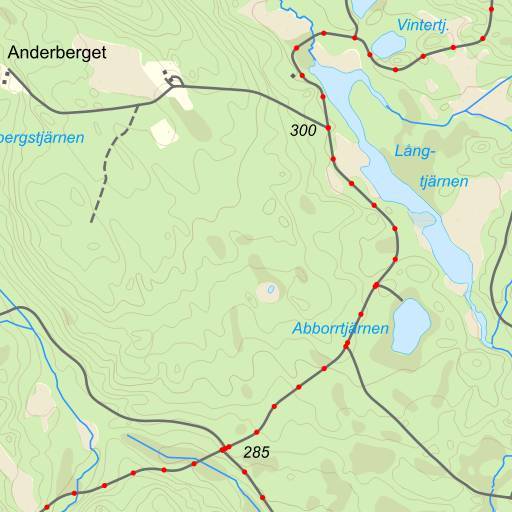 Vintertj.
Anderberget
300
bergstjärnen
Lång-
tjärnen
Abborrtjärnen
285